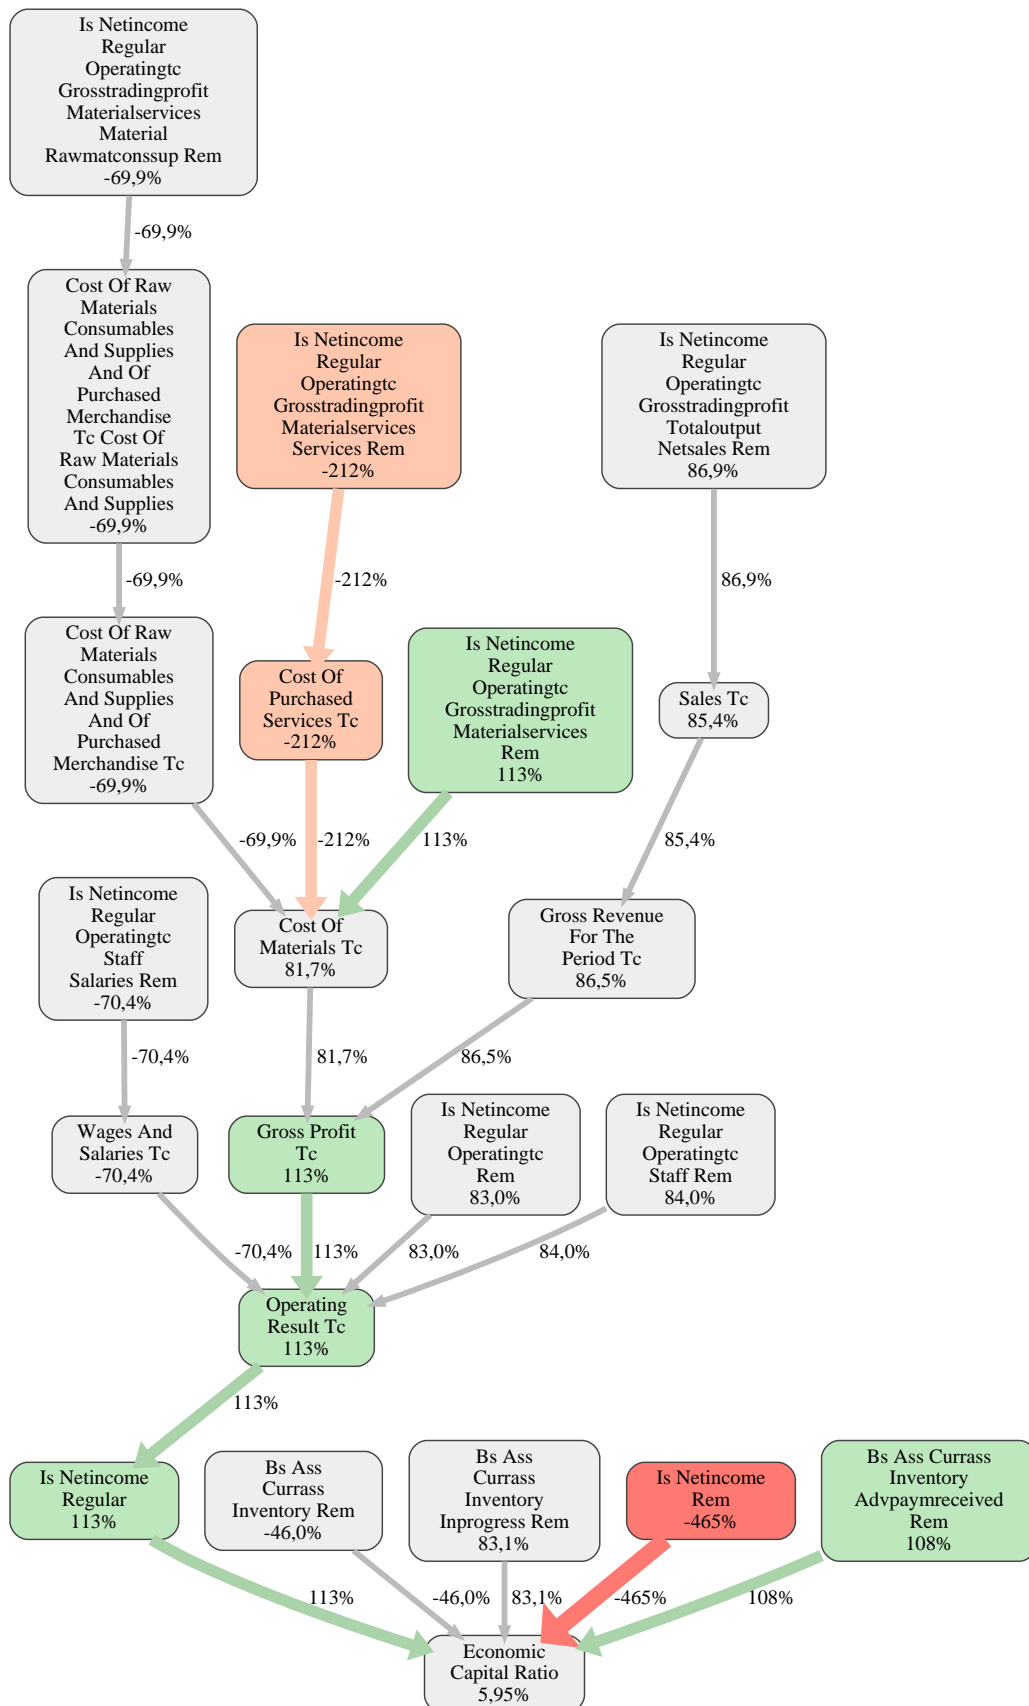 Is Netincome
Regular
Operatingtc
Grosstradingprofit
Materialservices
Material
Rawmatconssup Rem
-69,9%
-69,9%
Cost Of Raw
Materials
Consumables
And Supplies
And Of
Purchased
Merchandise
Tc Cost Of
Raw Materials
Consumables
And Supplies
-69,9%
Is Netincome
Regular
Operatingtc
Grosstradingprofit
Materialservices
Services Rem
-212%
Is Netincome
Regular
Operatingtc
Grosstradingprofit
Totaloutput
Netsales Rem
86,9%
-69,9%
-212%
86,9%
Cost Of Raw
Materials
Consumables
And Supplies
And Of
Purchased
Merchandise Tc
-69,9%
Cost Of
Purchased
Services Tc
-212%
Is Netincome
Regular
Operatingtc
Grosstradingprofit
Materialservices
Rem
113%
Sales Tc
85,4%
-69,9%
-212%
113%
85,4%
Is Netincome
Regular
Operatingtc
Staff
Salaries Rem
-70,4%
Cost Of
Materials Tc
81,7%
Gross Revenue
For The
Period Tc
86,5%
-70,4%
81,7%
86,5%
Wages And
Salaries Tc
-70,4%
Gross Profit
Tc
113%
Is Netincome
Regular
Operatingtc
Rem
83,0%
Is Netincome
Regular
Operatingtc
Staff Rem
84,0%
-70,4%
113%
83,0%
84,0%
Operating
Result Tc
113%
113%
Is Netincome
Regular
113%
Bs Ass
Currass
Inventory Rem
-46,0%
Bs Ass
Currass
Inventory
Inprogress Rem
83,1%
Is Netincome
Rem
-465%
Bs Ass Currass
Inventory
Advpaymreceived
Rem
108%
113%
-46,0%
83,1%
-465%
108%
Economic
Capital Ratio
5,95%